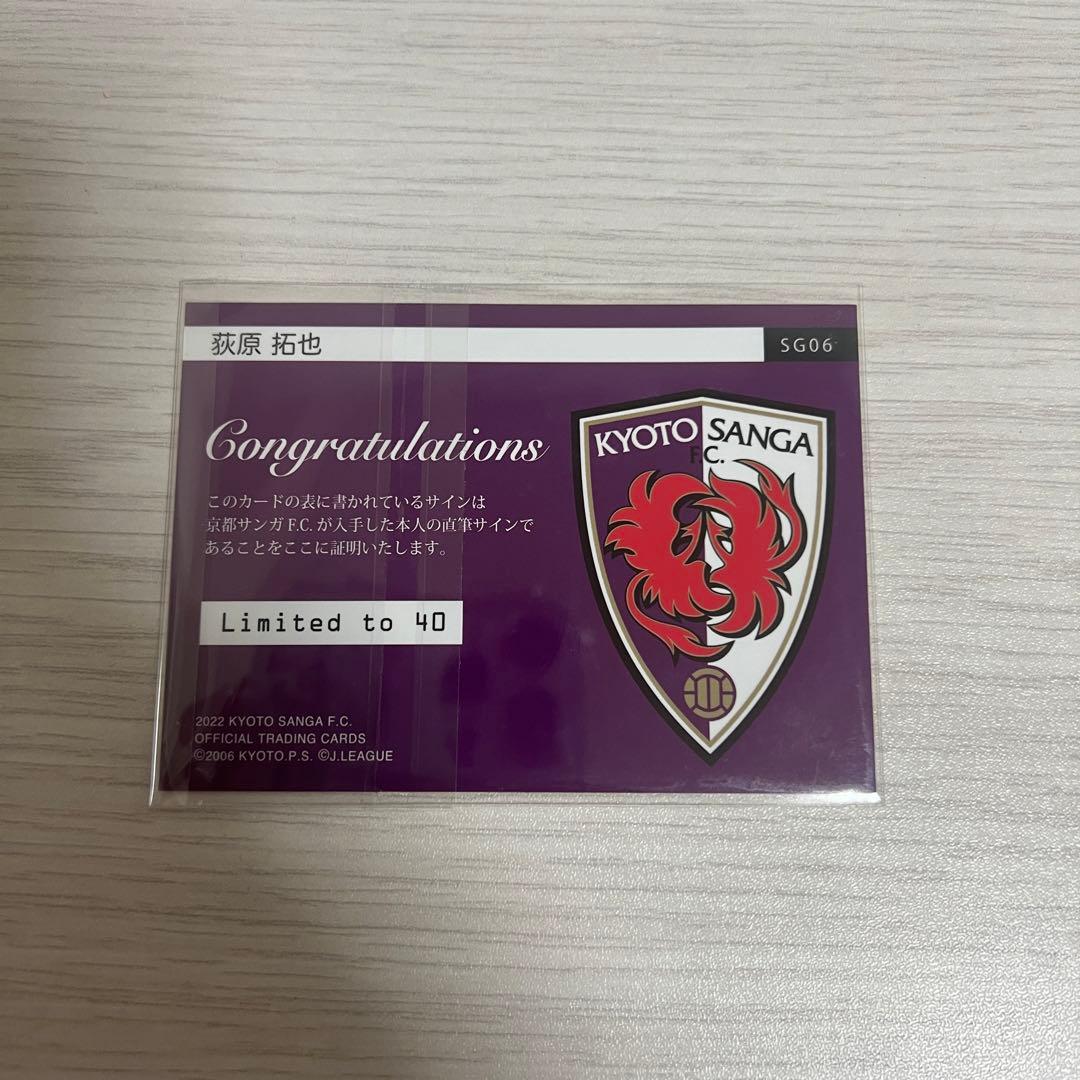 荻原 拓也
SG06
Congratulations
このカードの表に書かれているサインは
京都サンガ F.C. が入手した本人の直筆サインで
あることをここに証明いたします。
Limited to 40
2022 KYOTO SANGA F.C.
OFFICIAL TRADING CARDS
©2006 KYOTO.P.S. ©J.LEAGUE
KYOTO SANGA
F.C.